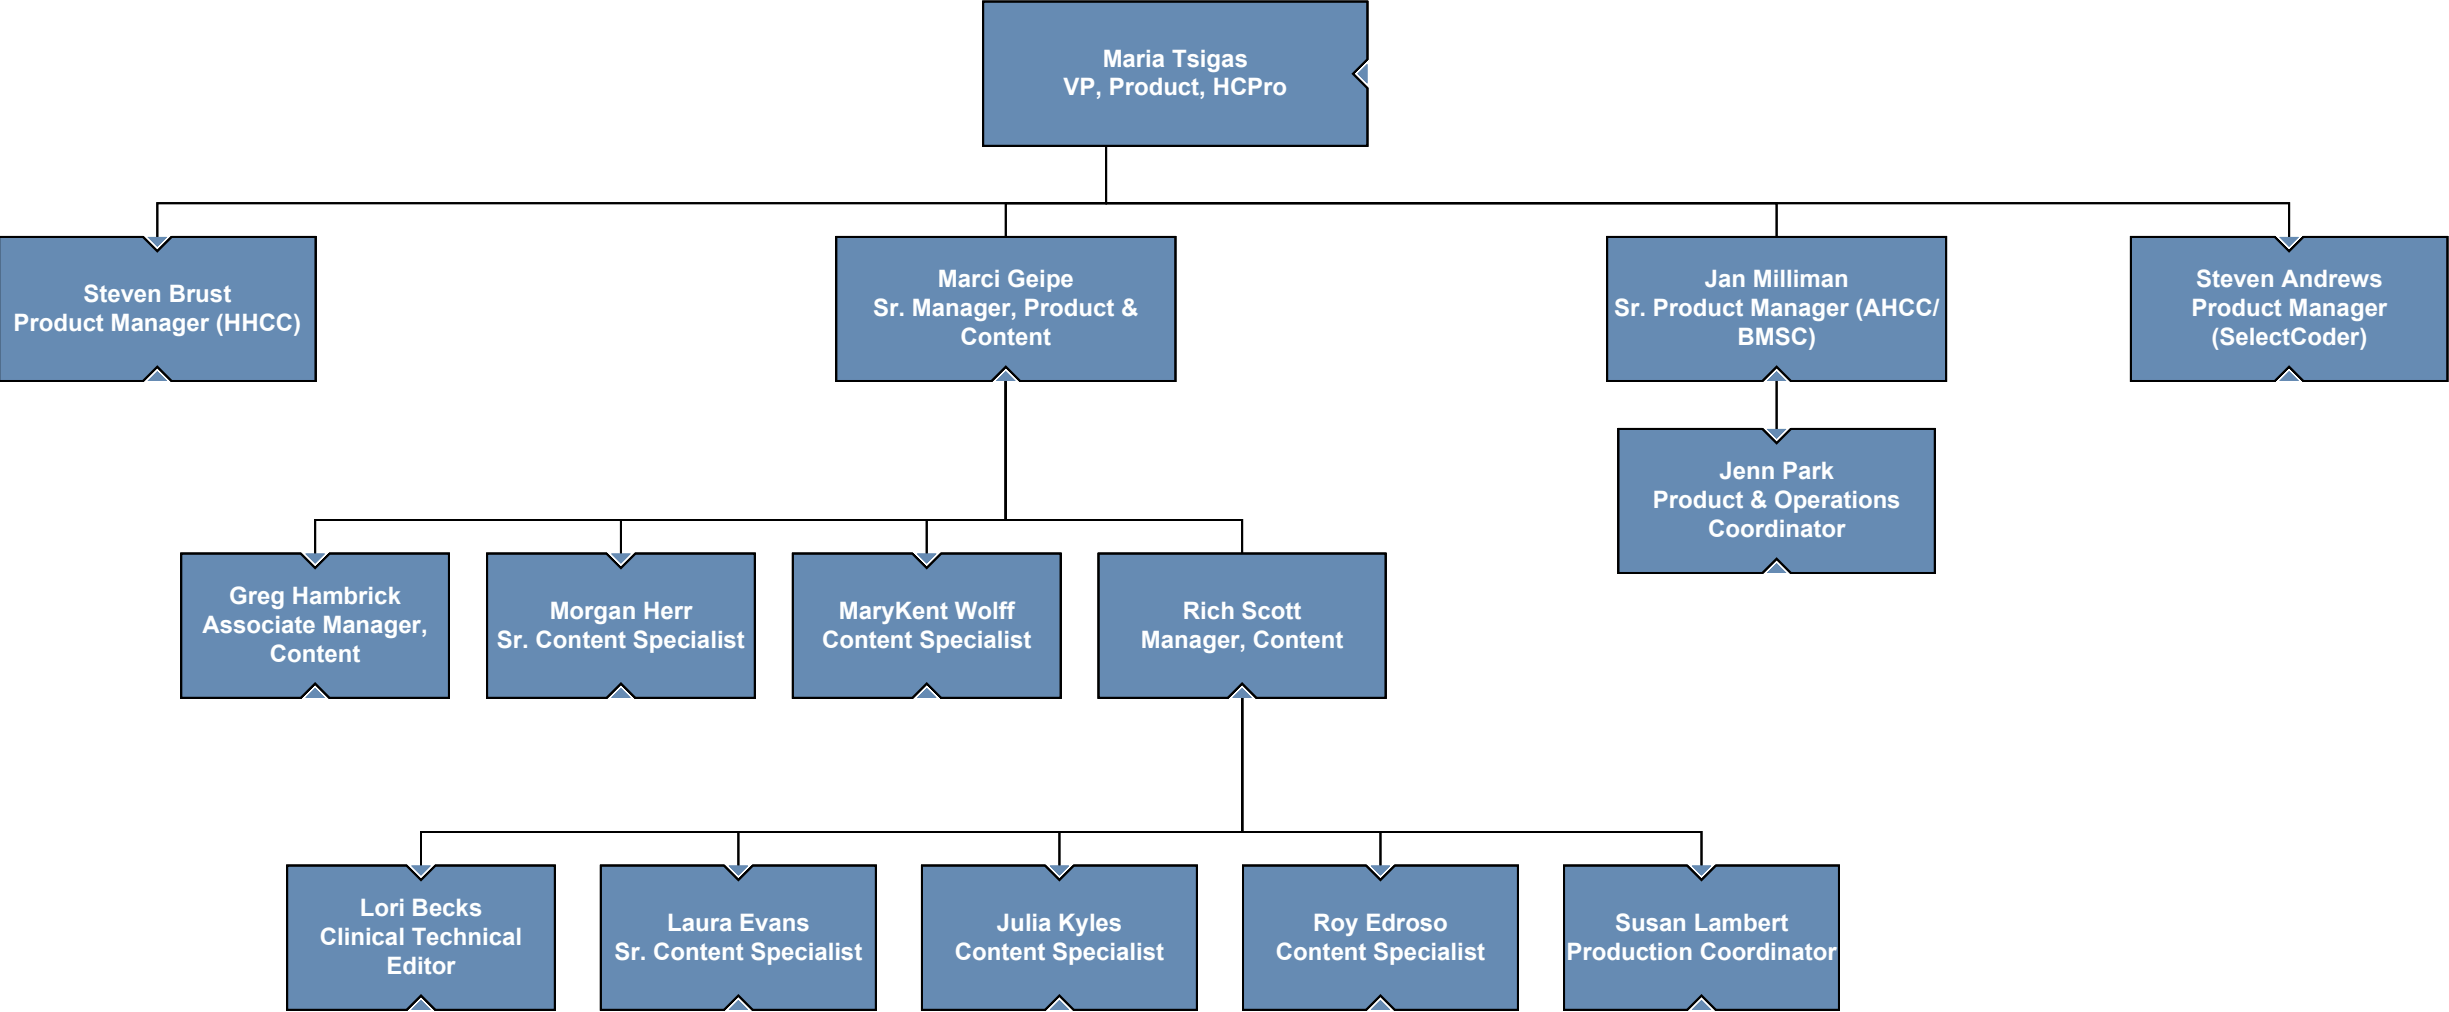 Maria Tsigas
VP, Product, HCPro
Steven Brust
Product Manager (HHCC)
Marci Geipe
Sr. Manager, Product &
Content
Jan Milliman
Sr. Product Manager (AHCC/
BMSC)
Steven Andrews
Product Manager
(SelectCoder)
Jenn Park
Product & Operations
Coordinator
Greg Hambrick
Associate Manager,
Content
Morgan Herr
Sr. Content Specialist
MaryKent Wolff
Content Specialist
Rich Scott
Manager, Content
Lori Becks
Clinical Technical
Editor
Laura Evans
Sr. Content Specialist
Julia Kyles
Content Specialist
Roy Edroso
Content Specialist
Susan Lambert
Production Coordinator